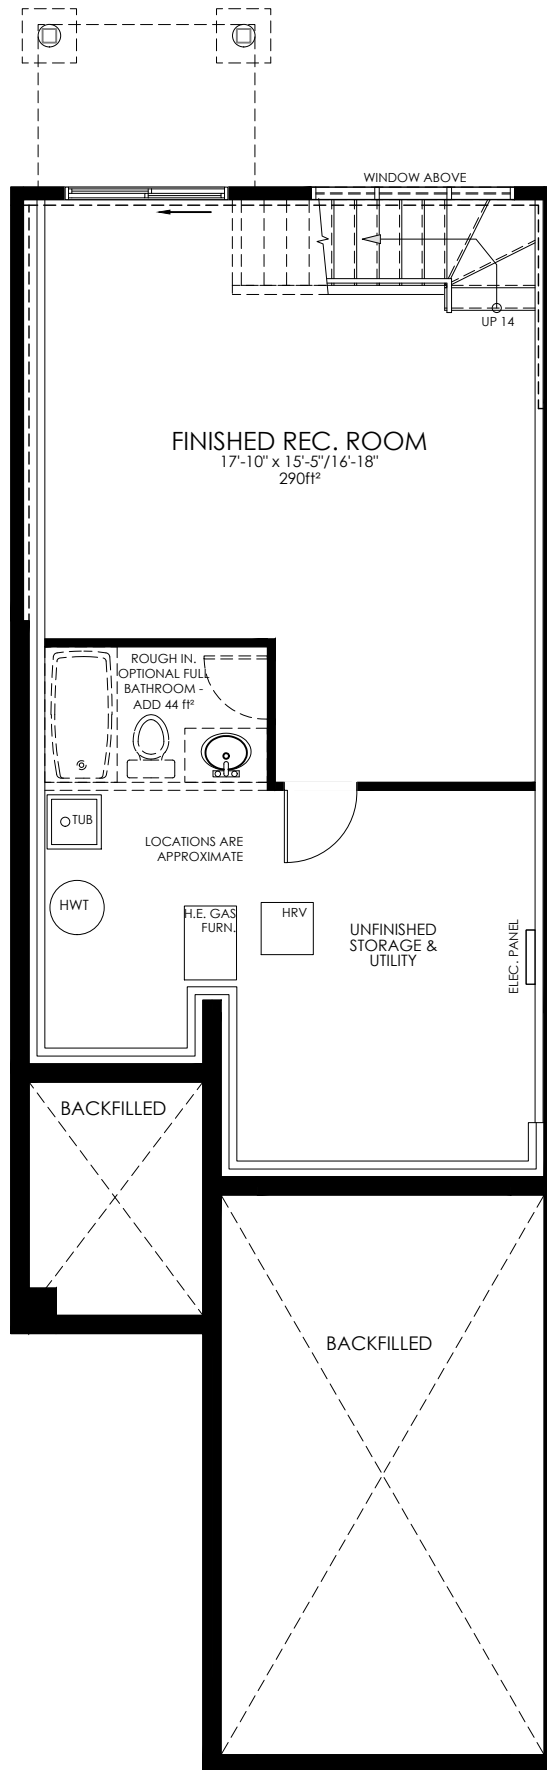 WINDOW ABOVE
UP 14
FINISHED REC. ROOM
17'-10" x 15'-5"/16'-18"
290ft²
ROUGH IN.
OPTIONAL FULL
BATHROOM -
ADD 44 ft²
TUB
LOCATIONS ARE
APPROXIMATE
HWT
H.E. GAS
FURN.
HRV
UNFINISHED
STORAGE &
UTILITY
ELEC. PANEL
BACKFILLED
BACKFILLED